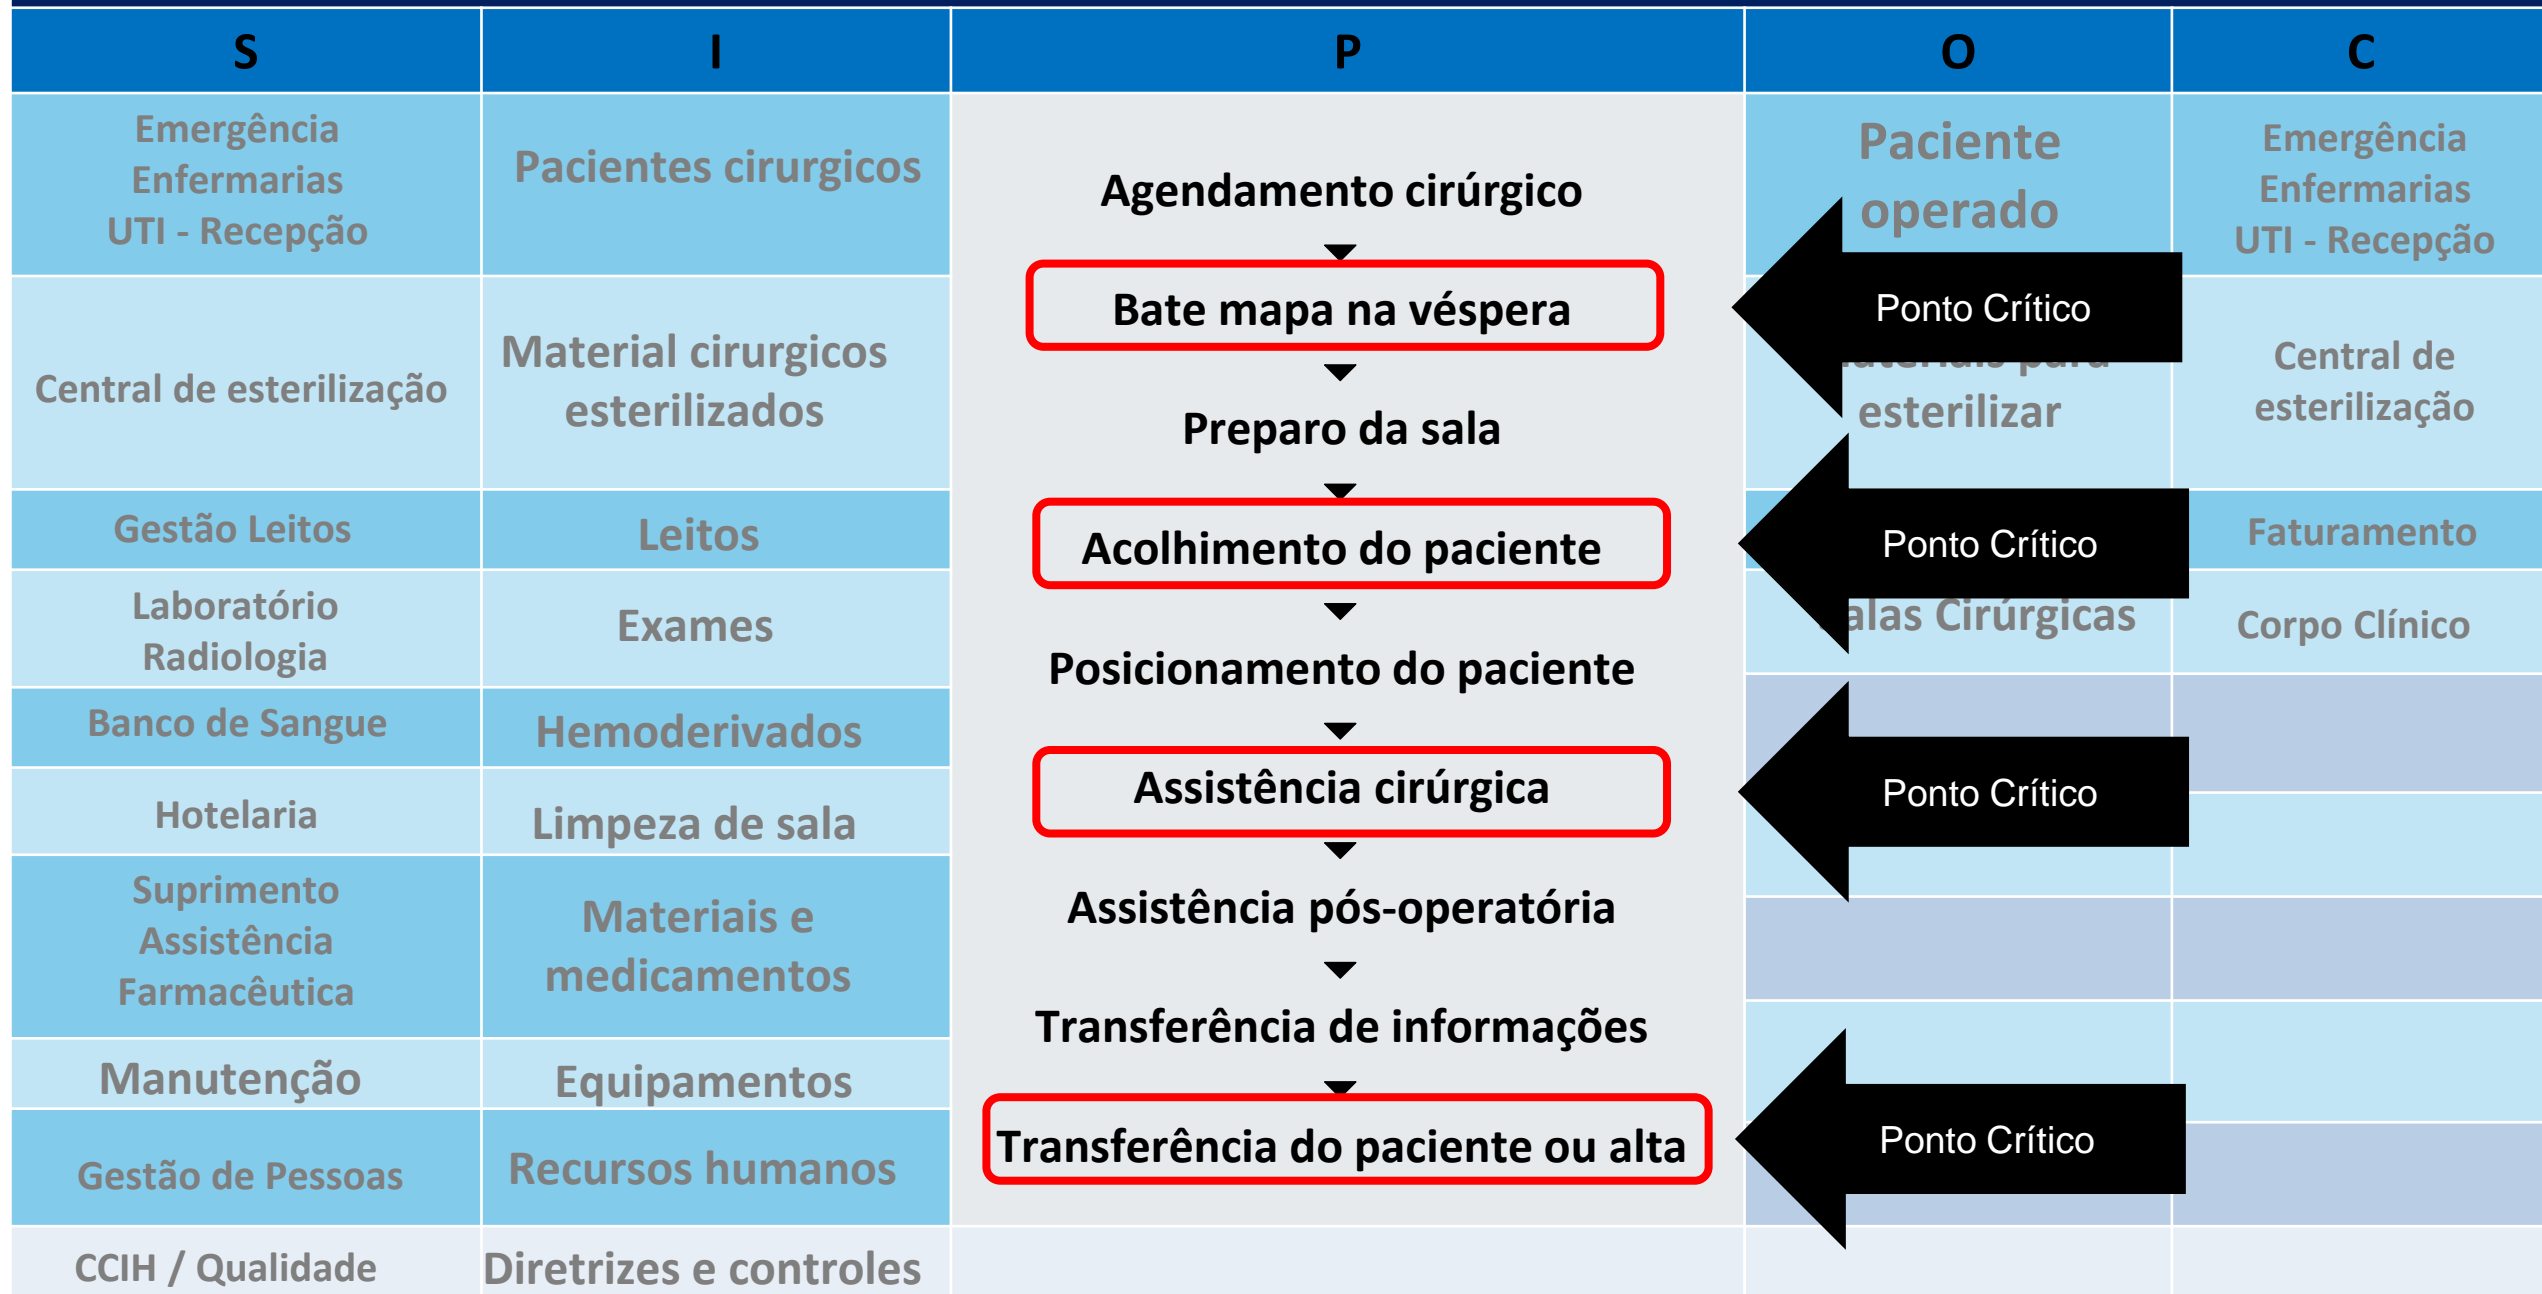 S
I
P
O
C
Emergência
Enfermarias
UTI - Recepção
Pacientes cirurgicos
Agendamento cirúrgico
Paciente
operado
Emergência
Enfermarias
UTI - Recepção
Bate mapa na véspera
Ponto Crítico
Central de esterilização
Material cirurgicos
esterilizados
Preparo da sala
para
esterilizar
Central de
esterilização
Gestão Leitos
Leitos
Acolhimento do paciente
Ponto Crítico
Faturamento
Laboratório
Radiologia
Exames
Posicionamento do paciente
Cirúrgicas
Corpo Clínico
Banco de Sangue
Hemoderivados
Assistência cirúrgica
Ponto Crítico
Hotelaria
Limpeza de sala
Suprimento
Assistência
Farmacêutica
Materiais e
medicamentos
Assistência pós-operatória
Transferência de informações
Manutenção
Equipamentos
Transferência do paciente ou alta
Ponto Crítico
Gestão de Pessoas
Recursos humanos
CCIH / Qualidade
Diretrizes e controles